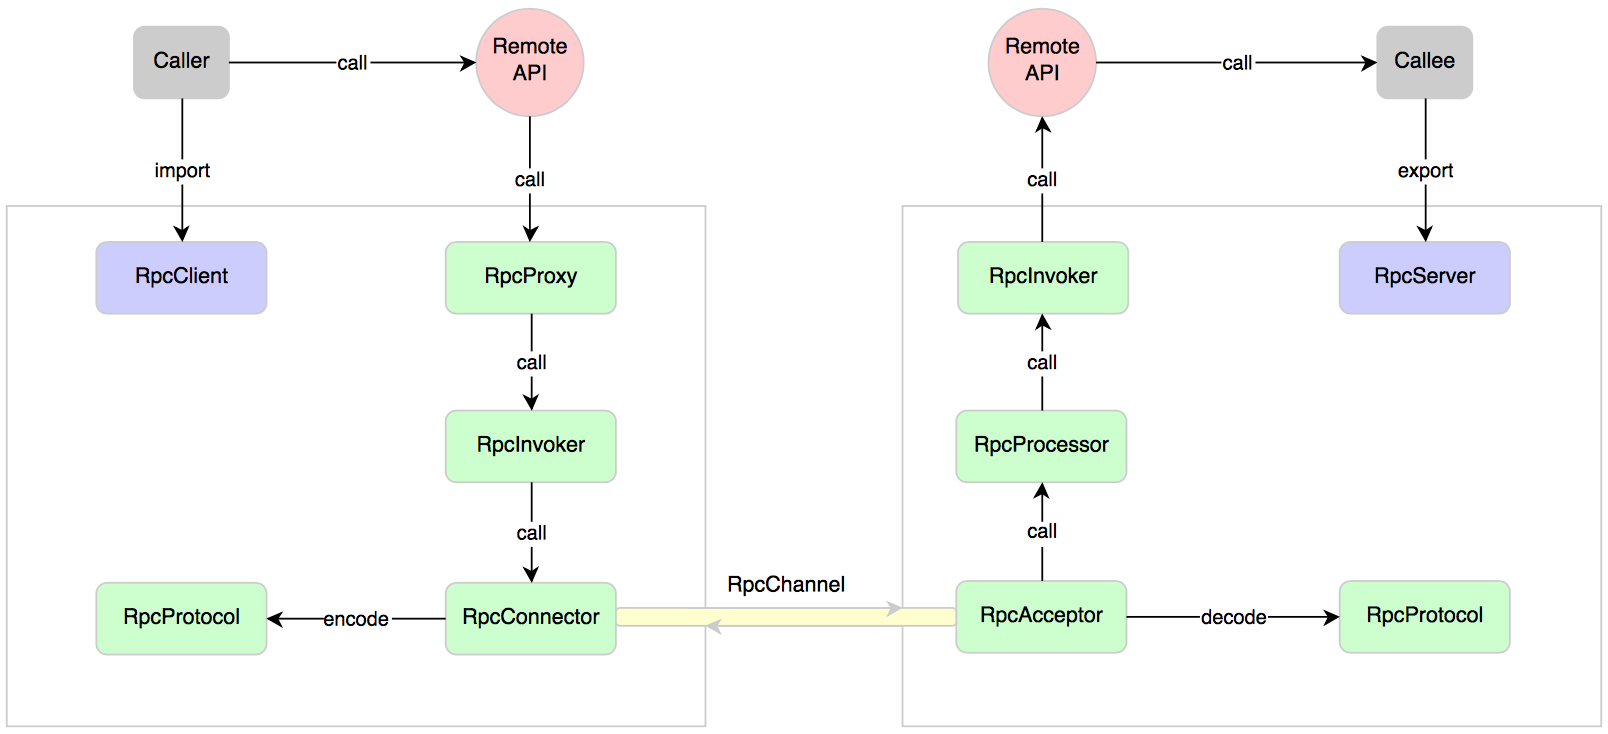 Caller
call
Remote
API
Remote
API
call
Callee
import
call
call
export
RpcClient
RpcProxy
RpcInvoker
RpcServer
call
call
RpcInvoker
RpcProcessor
call
call
RpcChannel
RpcProtocol
encode
RpcConnector
RpcAcceptor
decode
RpcProtocol